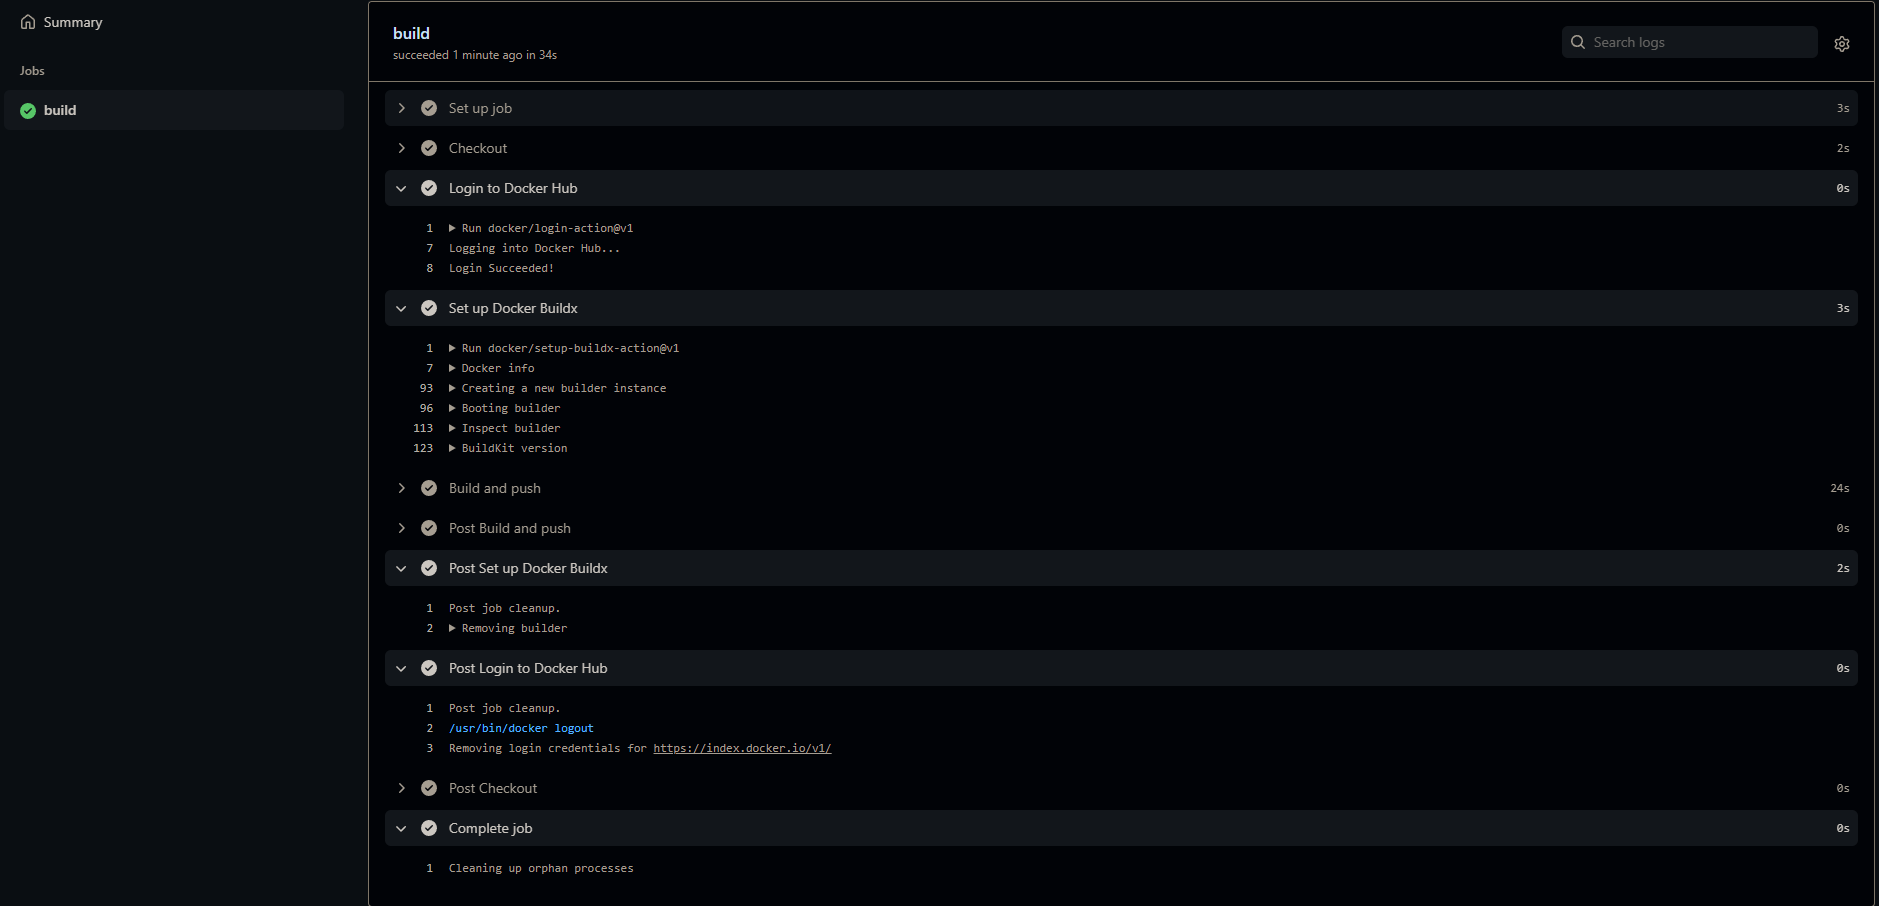 Summary
Jobs
build
build
succeeded 1 minute ago in 34s
Search logs
Set up job 3s
Checkout 2s
Login to Docker Hub 0s
1 Run docker/login-action@v1
7 Logging into Docker Hub...
8 Login Succeeded!
Set up Docker Buildx 3s
1 Run docker/setup-buildx-action@v1
7 Docker info
93 Creating a new builder instance
96 Booting builder
113 Inspect builder
123 BuildKit version
Build and push 24s
Post Build and push 0s
Post Set up Docker Buildx 2s
1 Post job cleanup.
2 Removing builder
Post Login to Docker Hub 0s
1 Post job cleanup.
2 /usr/bin/docker logout
3 Removing login credentials for https://index.docker.io/v1/
Post Checkout 0s
Complete job 0s
1 Cleaning up orphan processes